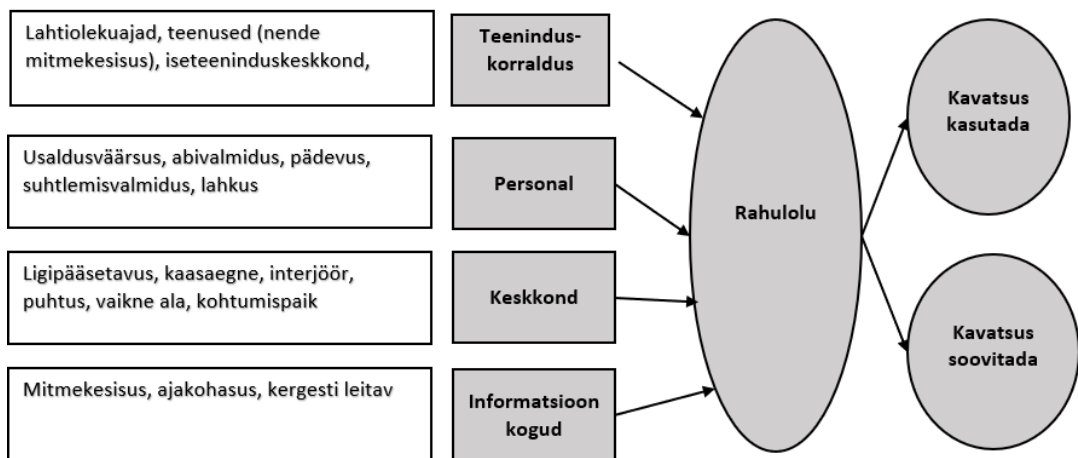 Lahtiolekuajad, teenused (nende
mitmekesisus), iseteeninduskeskkond,
Teenindus-
korraldus
Usaldusväärsus, abivalmidus, pädevus,
suhtlemisvalmidus, lahkus
Personal
Ligipääsetavus, kaasaegne, interjöör,
puhtus, vaikne ala, kohtumispaik
Keskkond
Mitmekesisus, ajakohasus, kergesti leitav
Informatsioon
kogud
Rahulolu
Kavatsus
kasutada
Kavatsus
soovitada